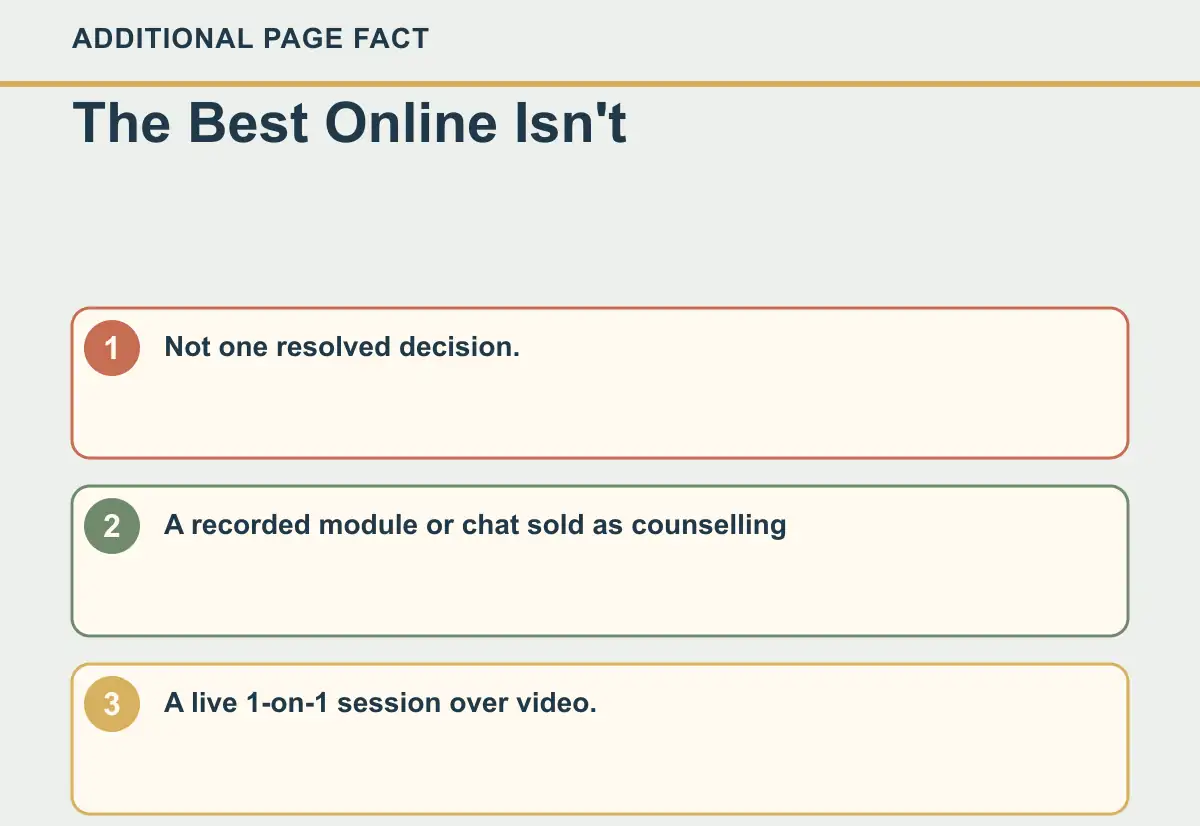 ADDITIONAL PAGE FACT
The Best Online Isn't
1
Not one resolved decision.
2
A recorded module or chat sold as counselling
3
A live 1-on-1 session over video.